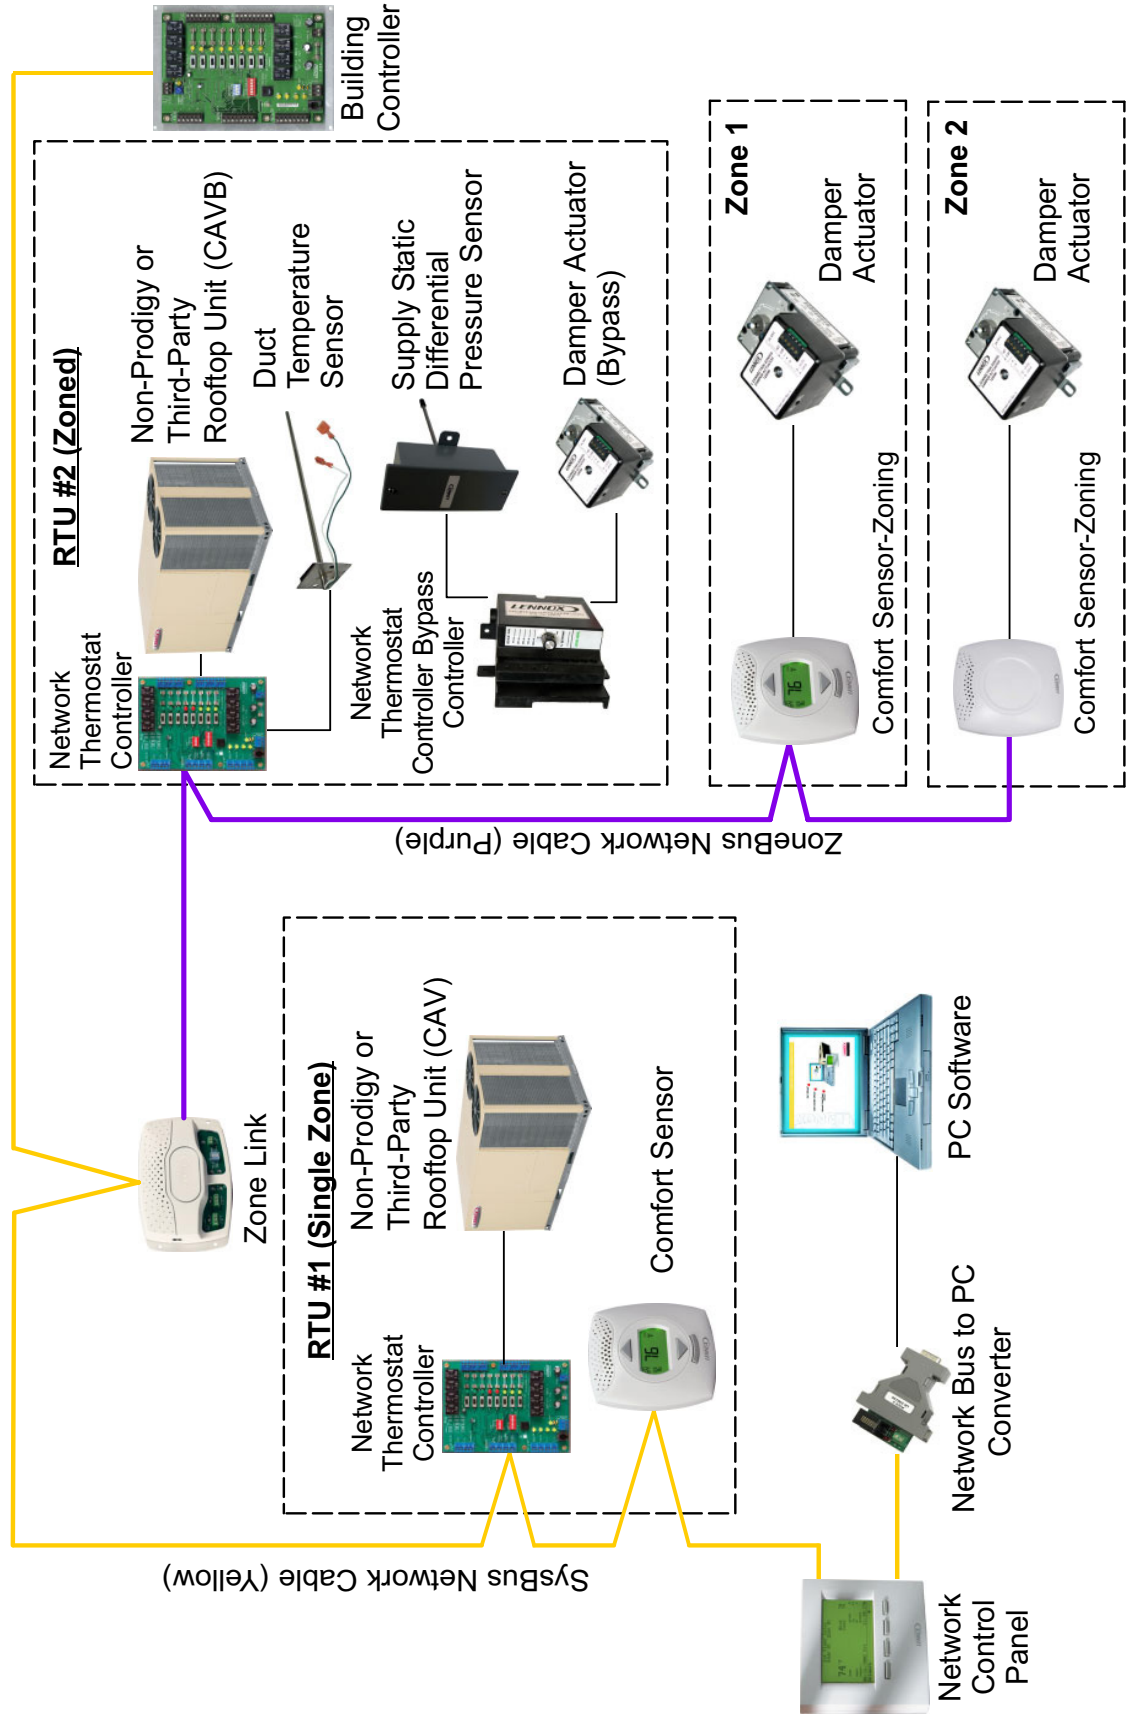 Building
Controller
RTU #2 (Zoned)
Non-Prodigy or
Third-Party
Rooftop Unit (CAVB)
Duct
Temperature
Sensor
Supply Static
Differential
Pressure Sensor
Damper Actuator
(Bypass)
Network
Thermostat
Controller
Network
Thermostat
Controller Bypass
Controller
LENNOX
Zone 1
Damper
Actuator
Comfort Sensor-Zoning
76
Zone 2
Damper
Actuator
Comfort Sensor-Zoning
ZoneBus Network Cable (Purple)
Zone Link
RTU #1 (Single Zone)
Non-Prodigy or
Third-Party
Rooftop Unit (CAV)
Network
Thermostat
Controller
Comfort Sensor
76
SysBus Network Cable (Yellow)
PC Software
Network Bus to PC
Converter
Network
Control
Panel
74